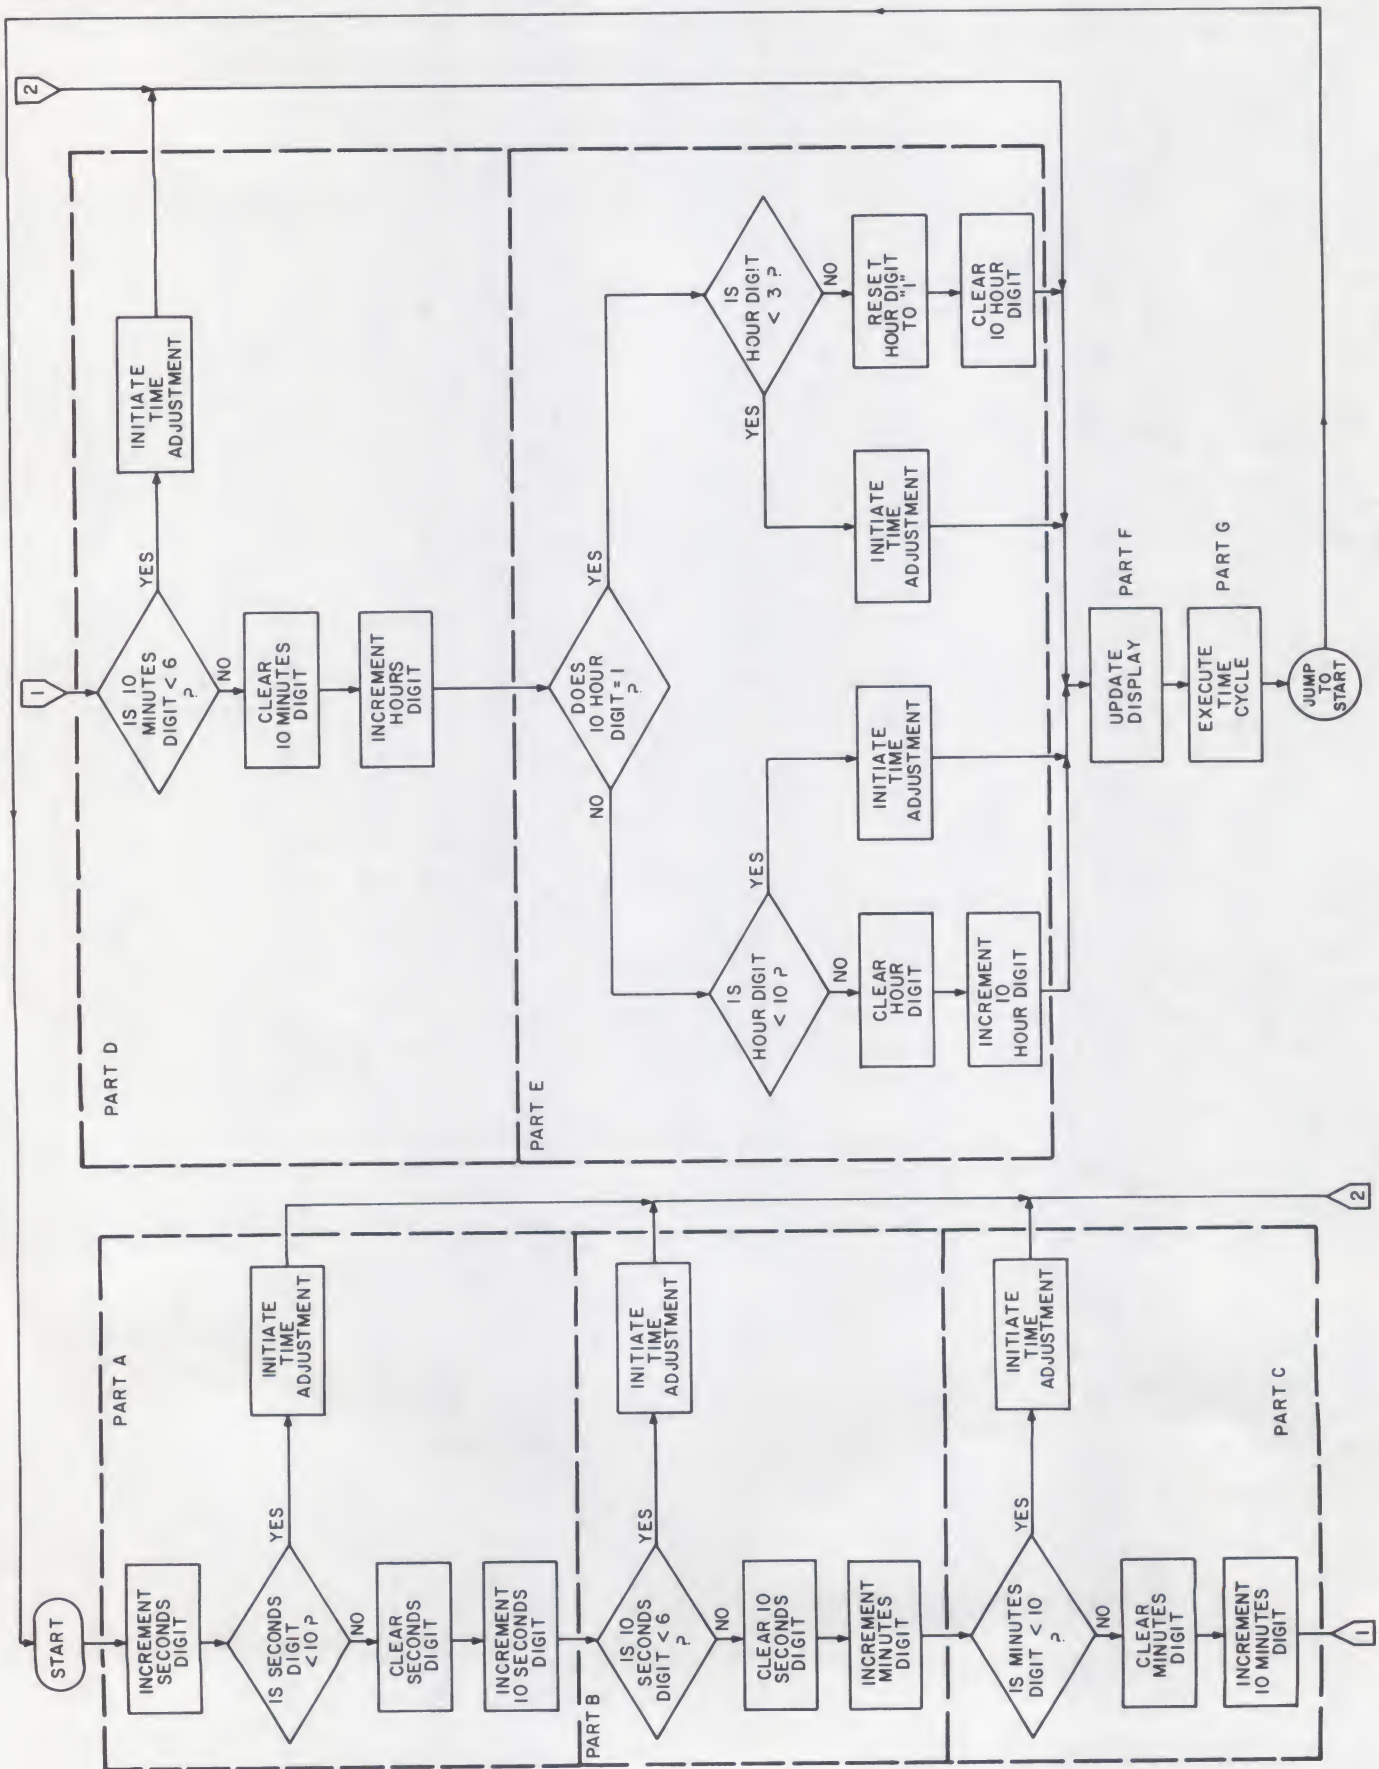 START
PART A
INCREMENT
SECONDS
DIGIT
IS SECONDS
DIGIT
< 10 ?
YES
INITIATE
TIME
ADJUSTMENT
NO
CLEAR
SECONDS
DIGIT
INCREMENT
10 SECONDS
DIGIT
PART B
IS 10
SECONDS
DIGIT < 6
?
YES
INITIATE
TIME
ADJUSTMENT
NO
CLEAR 10
SECONDS
DIGIT
INCREMENT
MINUTES
DIGIT
IS MINUTES
DIGIT < 10
?
YES
INITIATE
TIME
ADJUSTMENT
NO
CLEAR
MINUTES
DIGIT
INCREMENT
10 MINUTES
DIGIT
PART C
1
2
1
2
PART D
IS 10
MINUTES
DIGIT < 6
?
YES
INITIATE
TIME
ADJUSTMENT
NO
CLEAR
10 MINUTES
DIGIT
INCREMENT
HOURS
DIGIT
PART E
DOES
10 HOUR
DIGIT = 1
?
NO
YES
IS
HOUR DIGIT
< 10 ?
YES
NO
CLEAR
HOUR
DIGIT
INCREMENT
10
HOUR DIGIT
INITIATE
TIME
ADJUSTMENT
IS
HOUR DIGIT
< 3 ?
YES
NO
INITIATE
TIME
ADJUSTMENT
RESET
HOUR DIGIT
TO "1"
CLEAR
10 HOUR
DIGIT
UPDATE
DISPLAY
PART F
EXECUTE
TIME
CYCLE
PART G
JUMP
TO
START